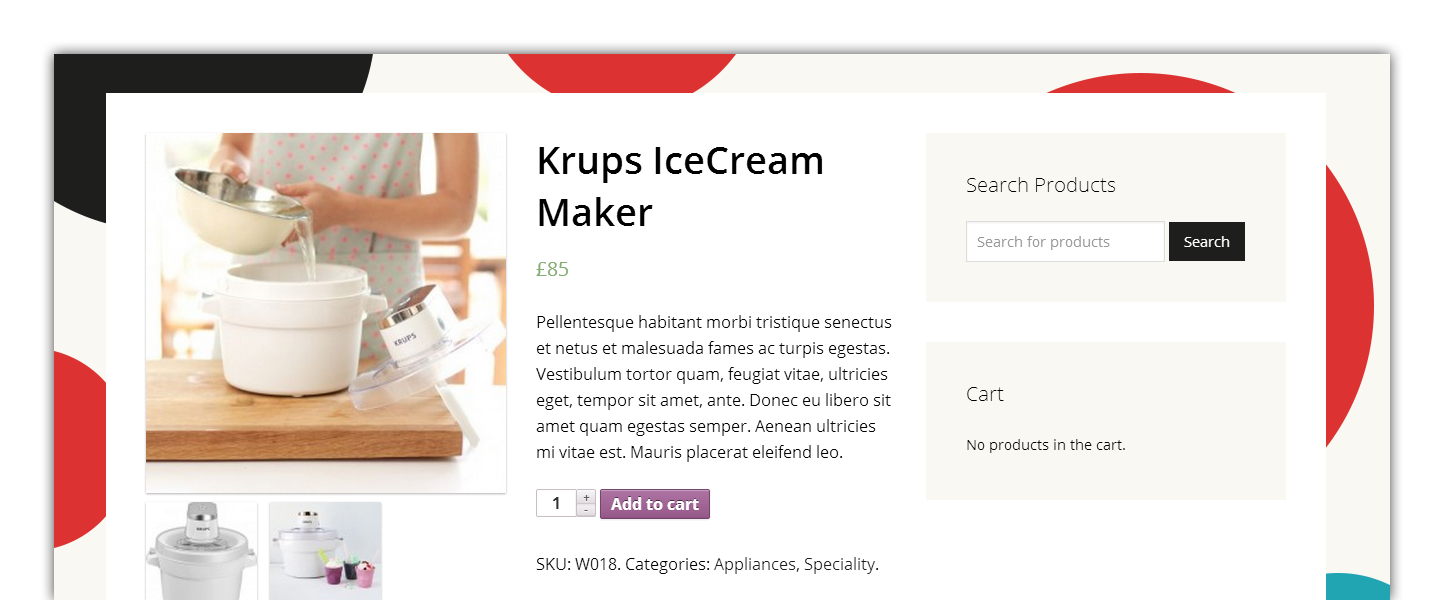 Krups IceCream
Maker
£85
Pellentesque habitant morbi tristique senectus
et netus et malesuada fames ac turpis egestas.
Vestibulum tortor quam, feugiat vitae, ultricies
eget, tempor sit amet, ante. Donec eu libero sit
amet quam egestas semper. Aenean ultricies
mi vitae est. Mauris placerat eleifend leo.
1 + -
Add to cart
SKU: W018. Categories: Appliances, Speciality.
Search Products
Search for products
Search
Cart
No products in the cart.
KRUPS
KRUPS